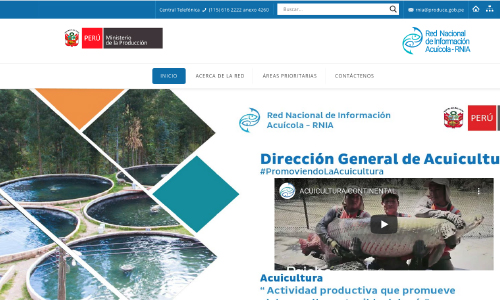 Central Telefónica (115) 616 2222 anexo 4260
Buscar...
rnia@produce.gob.pe
PERÚ
Ministerio
de la Producción
Red Nacional
de Información
Acuícola-RNIA
INICIO
ACERCA DE LA RED
ÁREAS PRIORITARIAS
CONTÁCTENOS
Red Nacional de Información
Acuícola - RNIA
PERÚ
Dirección General de Acuicultu
#PromoviendoLaAcuicultura
ACUICULTURA CONTINENTAL
Acuicultura
" Actividad productiva que promueve